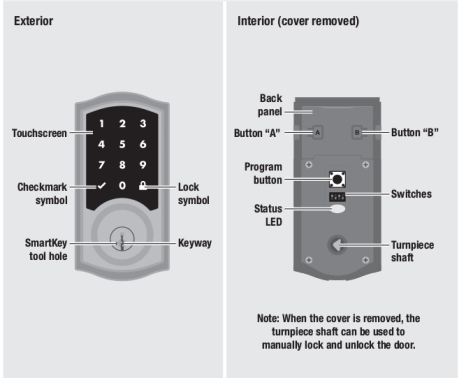 Exterior
Touchscreen
1 2 3
4 5 6
7 8 9
✓ 0
Checkmark
symbol
Lock
symbol
SmartKey
tool hole
Keyway
Interior (cover removed)
Back
panel
Button “A”
A
B
Button “B”
Program
button
Switches
Status
LED
Turnpiece
shaft
Note: When the cover is removed, the
turnpiece shaft can be used to
manually lock and unlock the door.